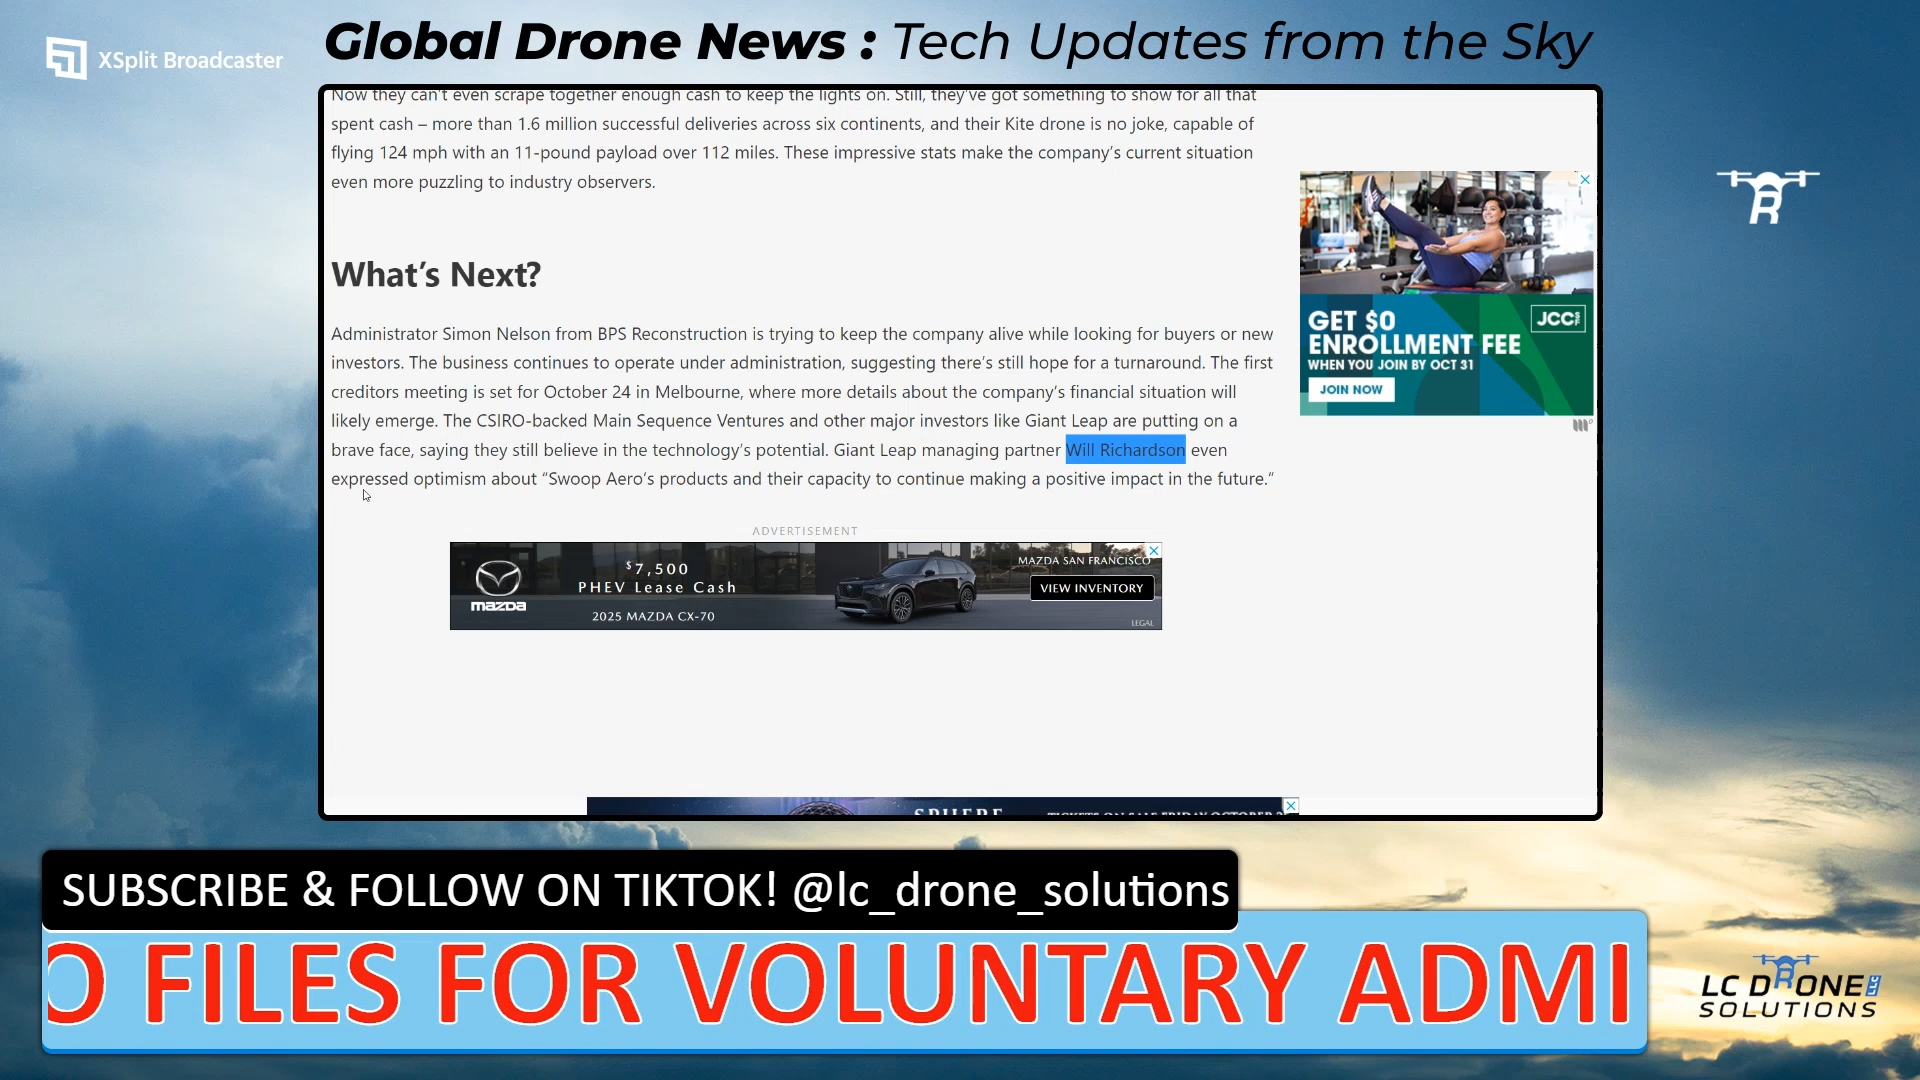 XSplit Broadcaster
Global Drone News : Tech Updates from the Sky
Now they can't even scrape together enough cash to keep the lights on. Still, they've got something to show for all that
spent cash – more than 1.6 million successful deliveries across six continents, and their Kite drone is no joke, capable of
flying 124 mph with an 11-pound payload over 112 miles. These impressive stats make the company's current situation
even more puzzling to industry observers.
What's Next?
Administrator Simon Nelson from BPS Reconstruction is trying to keep the company alive while looking for buyers or new
investors. The business continues to operate under administration, suggesting there's still hope for a turnaround. The first
creditors meeting is set for October 24 in Melbourne, where more details about the company's financial situation will
likely emerge. The CSIRO-backed Main Sequence Ventures and other major investors like Giant Leap are putting on a
brave face, saying they still believe in the technology's potential. Giant Leap managing partner Will Richardson even
expressed optimism about “Swoop Aero's products and their capacity to continue making a positive impact in the future.“
GET $0
ENROLLMENT FEE
WHEN YOU JOIN BY OCT 31
JOIN NOW
JCC SF
ADVERTISEMENT
mazda
$7,500
PHEV Lease Cash
2025 MAZDA CX-70
MAZDA SAN FRANCISCO
VIEW INVENTORY
LEGAL
SPHERE
TICKETS ON SALE FRIDAY OCTOBER
SUBSCRIBE & FOLLOW ON TIKTOK! @lc_drone_solutions
O FILES FOR VOLUNTARY ADMI
R
LC DRONE LLC
SOLUTIONS